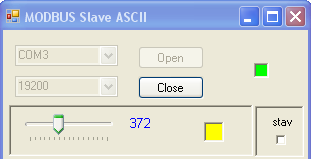 MODBUS Slave ASCII
COM3 Open
19200 Close
372 stav